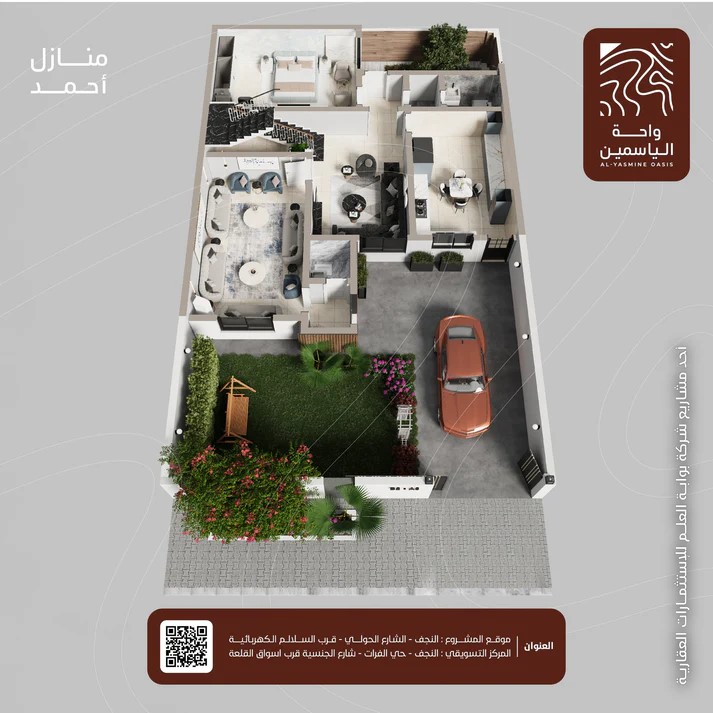 منازل
أحمد
واحة
الياسمين
AL-YASMINE OASIS
احد مشاريع شركة بوابة العلم للإستثمارات العقارية
العنوان
موقع المشروع : النجف - الشارع الحولي - قرب السلالم الكهربائية
المركز التسويقي : النجف - حي الفرات - شارع الجنسية قرب اسواق القلعة